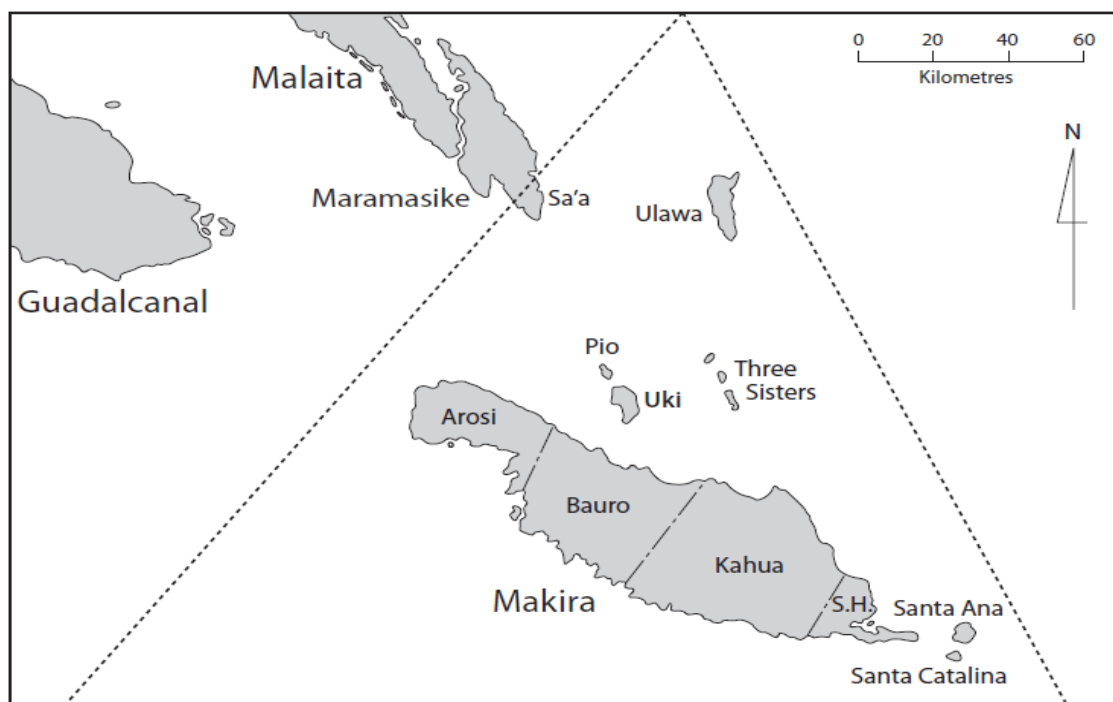 0 20 40 60
Kilometres
Malaita
N
Maramasike
Sa'a
Ulawa
Guadalcanal
Pio
Three
Sisters
Uki
Arosi
Bauro
Kahua
Makira
S.H.
Santa Ana
Santa Catalina